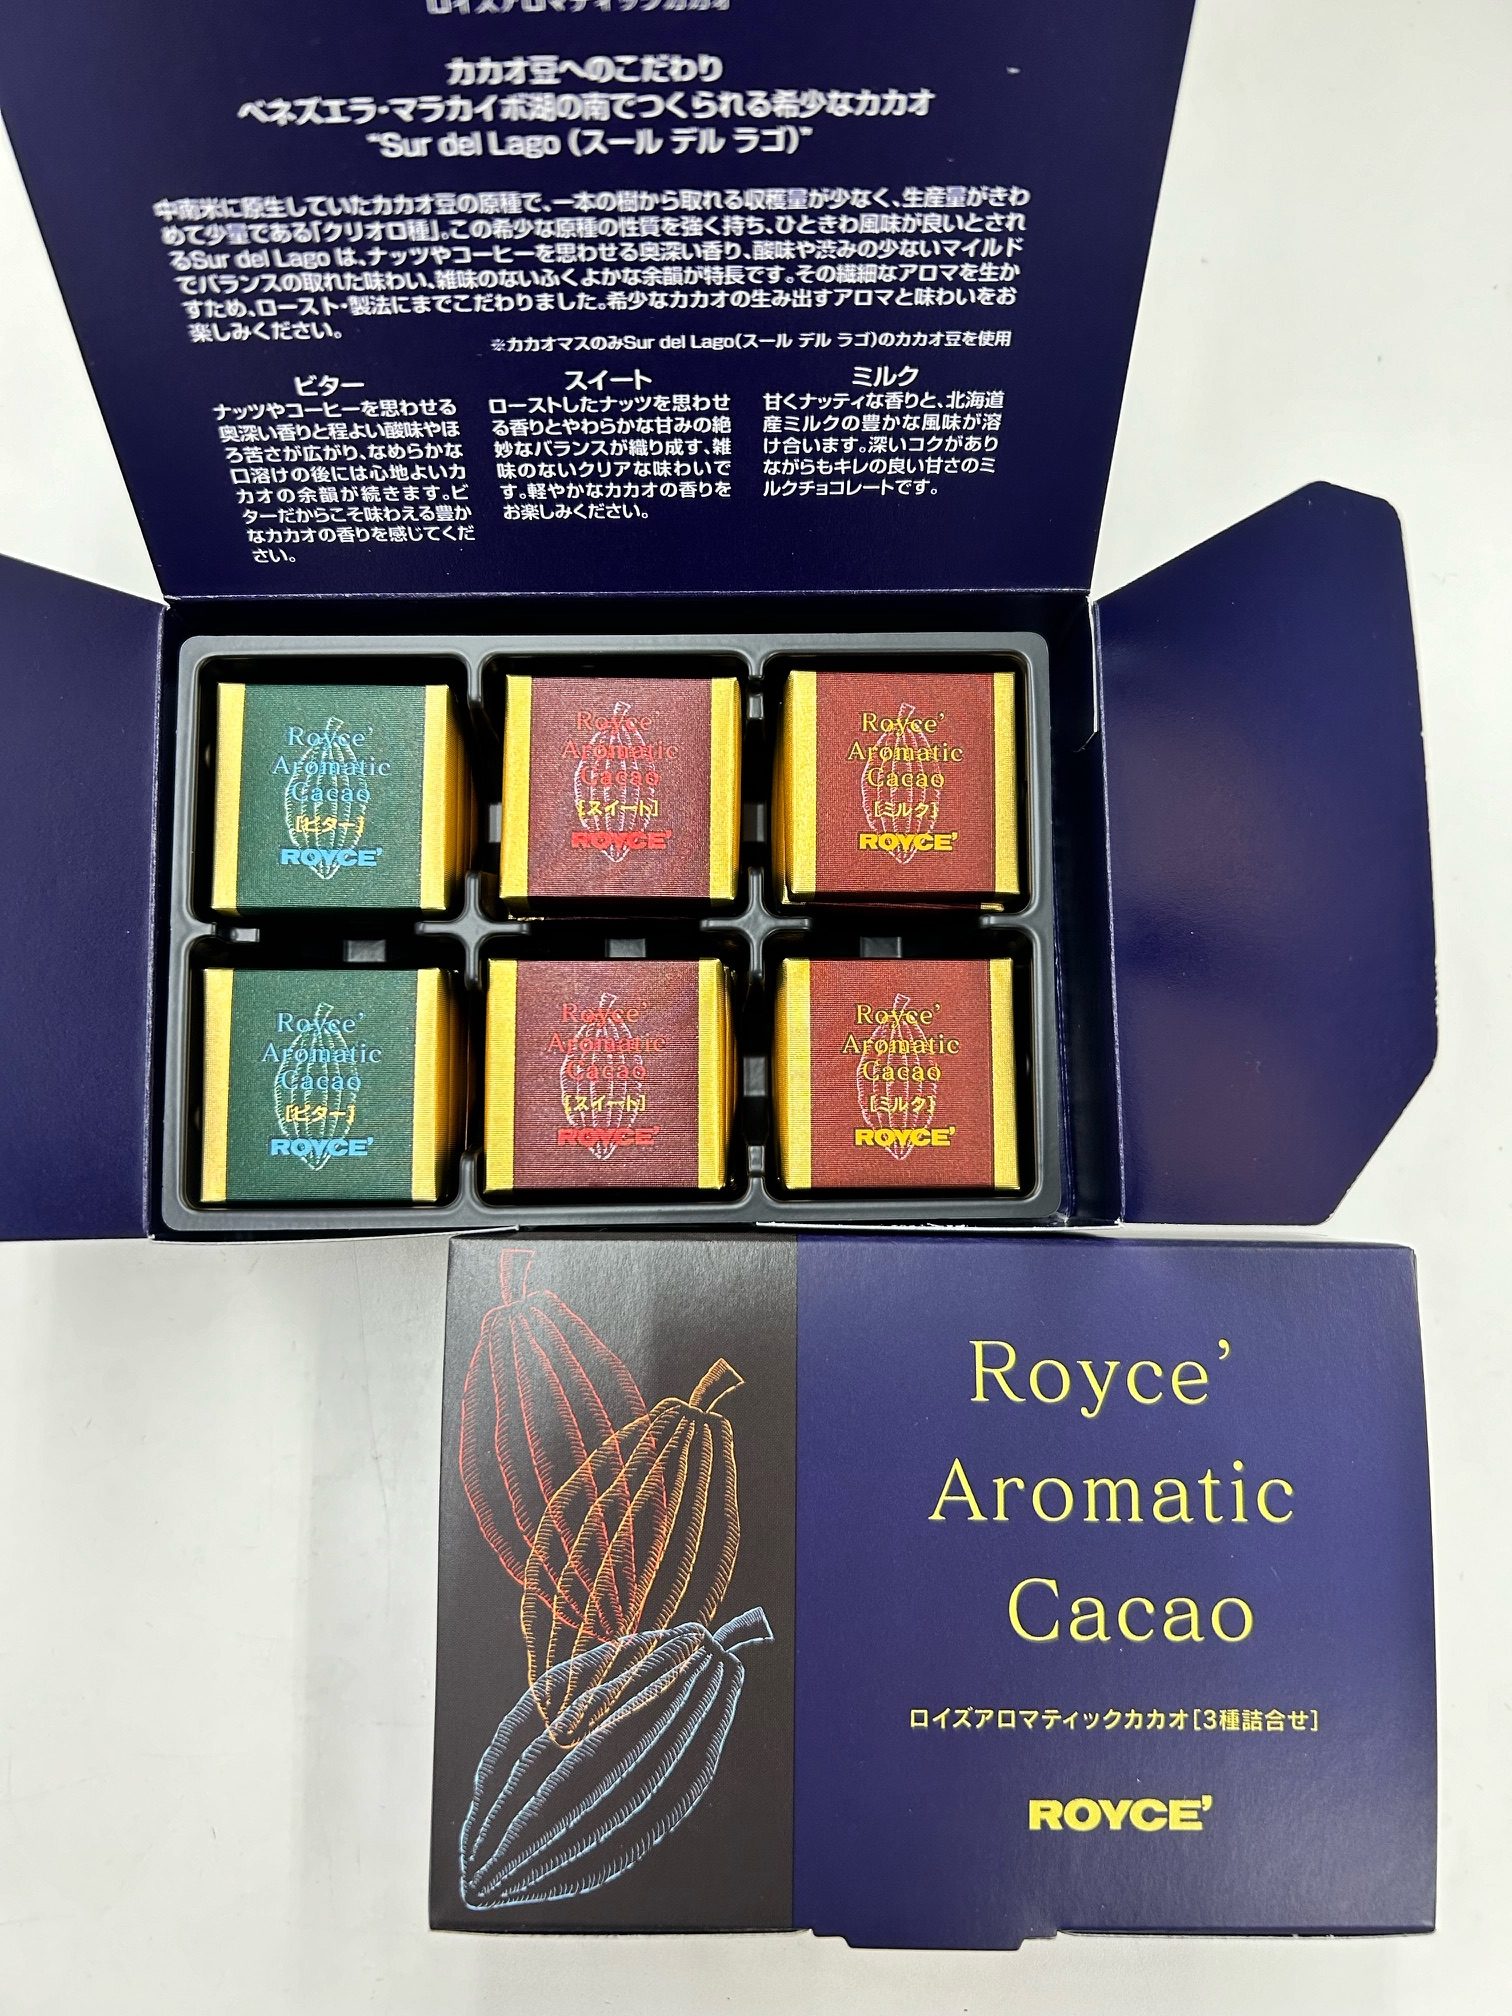 ロイズアロマティックカカオ
カカオ豆へのこだわり
ベネズエラ・マラカイボ湖の南でつくられる希少なカカオ
“Sur del Lago（スール デル ラゴ）”
中南米に原生していたカカオ豆の原種で、一本の樹から取れる収穫量が少なく、生産量がきわ
めて少量である「クリオロ種」。この希少な原種の性質を強く持ち、ひときわ風味が良いとされ
るSur del Lago は、ナッツやコーヒーを思わせる奥深い香り、酸味や渋みの少ないマイルド
でバランスの取れた味わい、雑味のないふくよかな余韻が特長です。その繊細なアロマを生か
すため、ロースト・製法にまでこだわりました。希少なカカオの生み出すアロマと味わいをお
楽しみください。
※カカオマスのみSur del Lago（スール デル ラゴ）のカカオ豆を使用
ビター
ナッツやコーヒーを思わせる
奥深い香りと程よい酸味やほ
ろ苦さが広がり、なめらかな
口溶けの後には心地よいカ
カオの余韻が続きます。ビ
ターだからこそ味わえる豊か
なカカオの香りを感じてくだ
さい。
スイート
ローストしたナッツを思わせ
る香りとやわらかな甘みの絶
妙なバランスが織り成す、雑
味のないクリアな味わいで
す。軽やかなカカオの香りを
お楽しみください。
ミルク
甘くナッティな香りと、北海道
産ミルクの豊かな風味が溶
け合います。深いコクがあり
ながらもキレの良い甘さのミ
ルクチョコレートです。
Royce’
Aromatic
Cacao
[ビター]
ROYCE’
Royce’
Aromatic
Cacao
[スイート]
ROYCE’
Royce’
Aromatic
Cacao
[ミルク]
ROYCE’
Royce’
Aromatic
Cacao
[ビター]
ROYCE’
Royce’
Aromatic
Cacao
[スイート]
ROYCE’
Royce’
Aromatic
Cacao
[ミルク]
ROYCE’
Royce’
Aromatic
Cacao
ロイズアロマティックカカオ[3種詰合せ]
ROYCE’